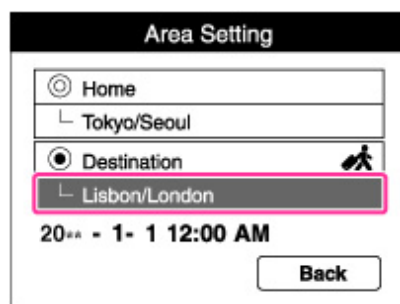 Area Setting
Home
Tokyo/Seoul
Destination
Lisbon/London
20** - 1- 1 12:00 AM
Back